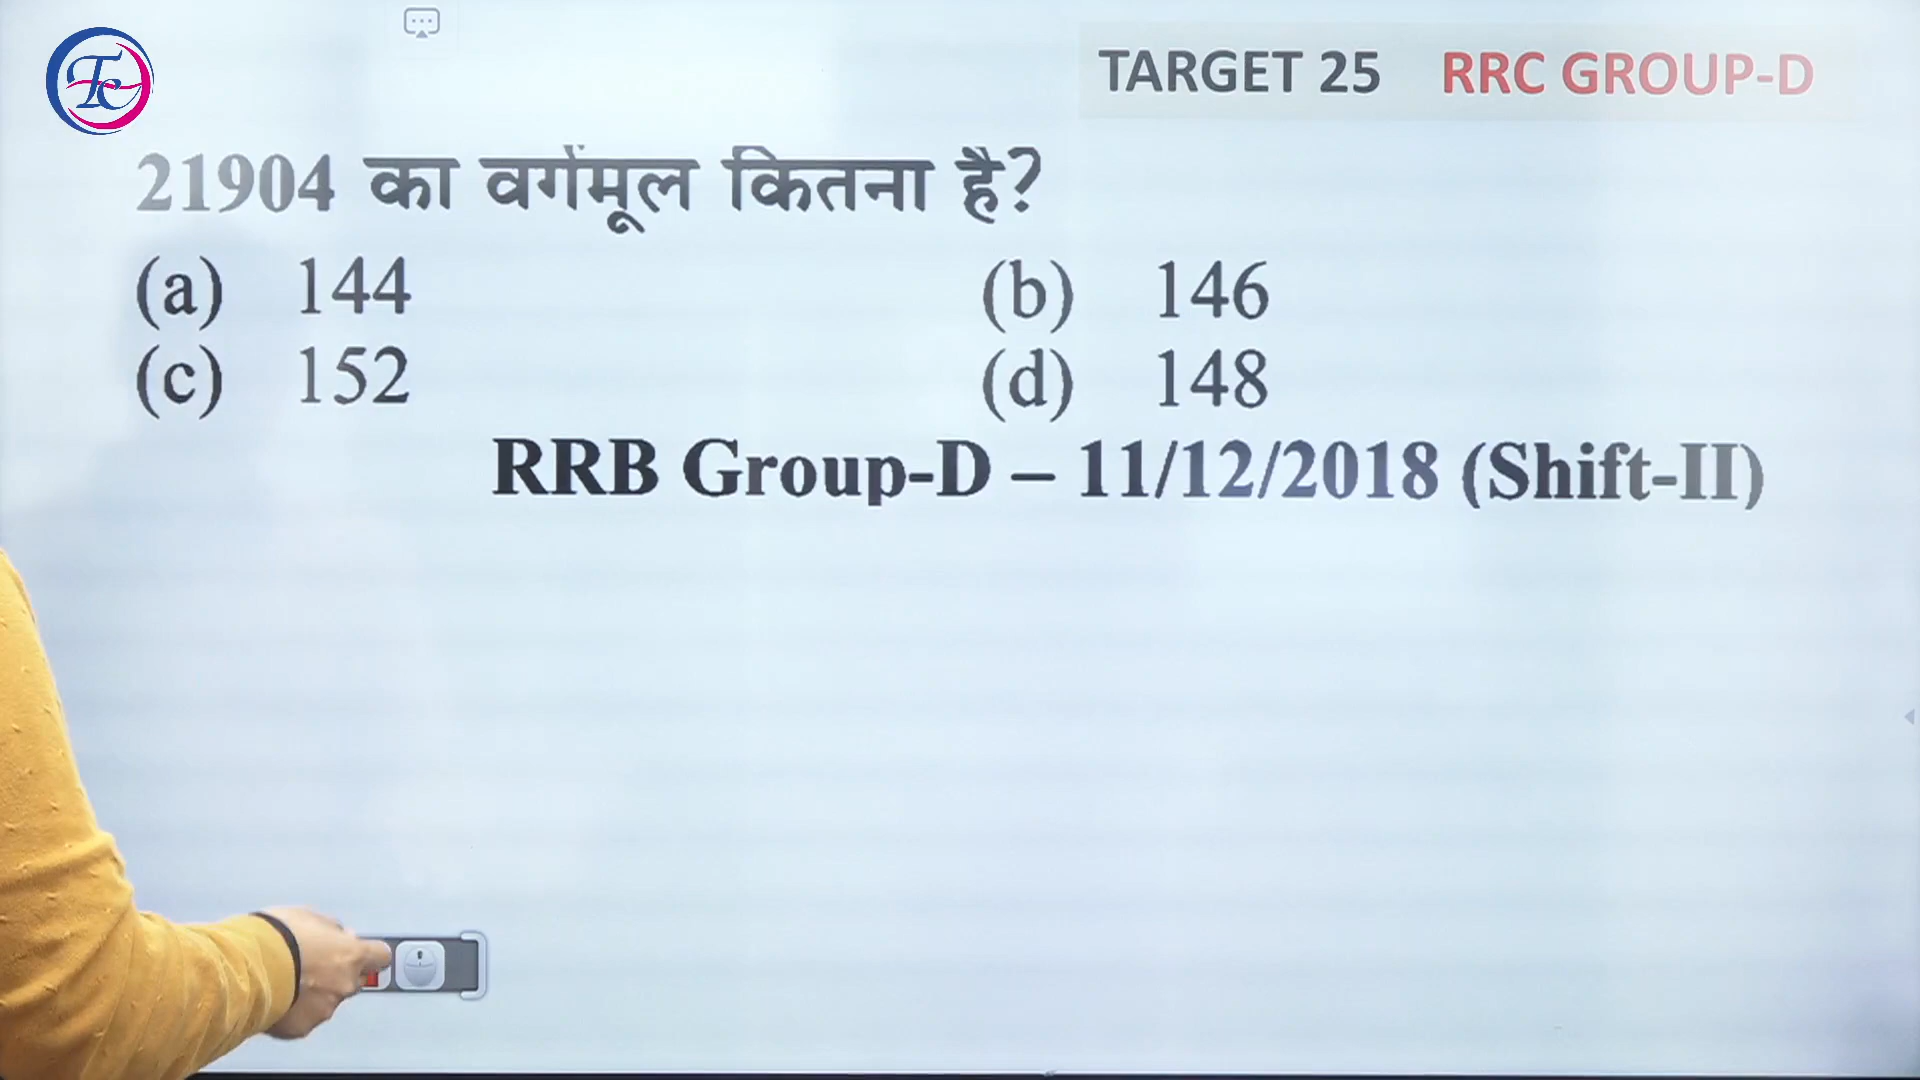 TC
TARGET 25 RRC GROUP-D
21904 का वर्गमूल कितना है?
(a) 144 (b) 146
(c) 152 (d) 148
RRB Group-D – 11/12/2018 (Shift-II)